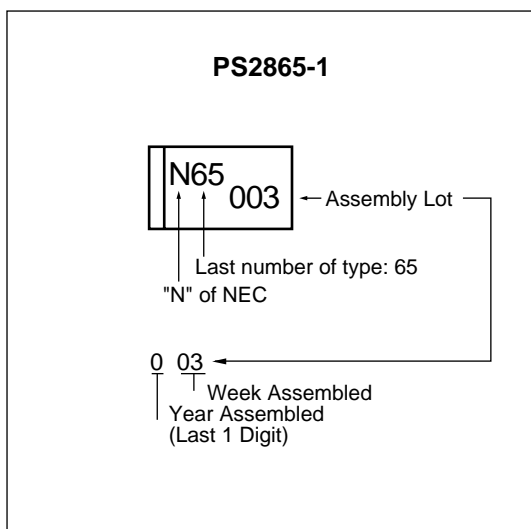 PS2865-1
N65
003
Assembly Lot
Last number of type: 65
"N" of NEC
0 03
Week Assembled
Year Assembled
(Last 1 Digit)